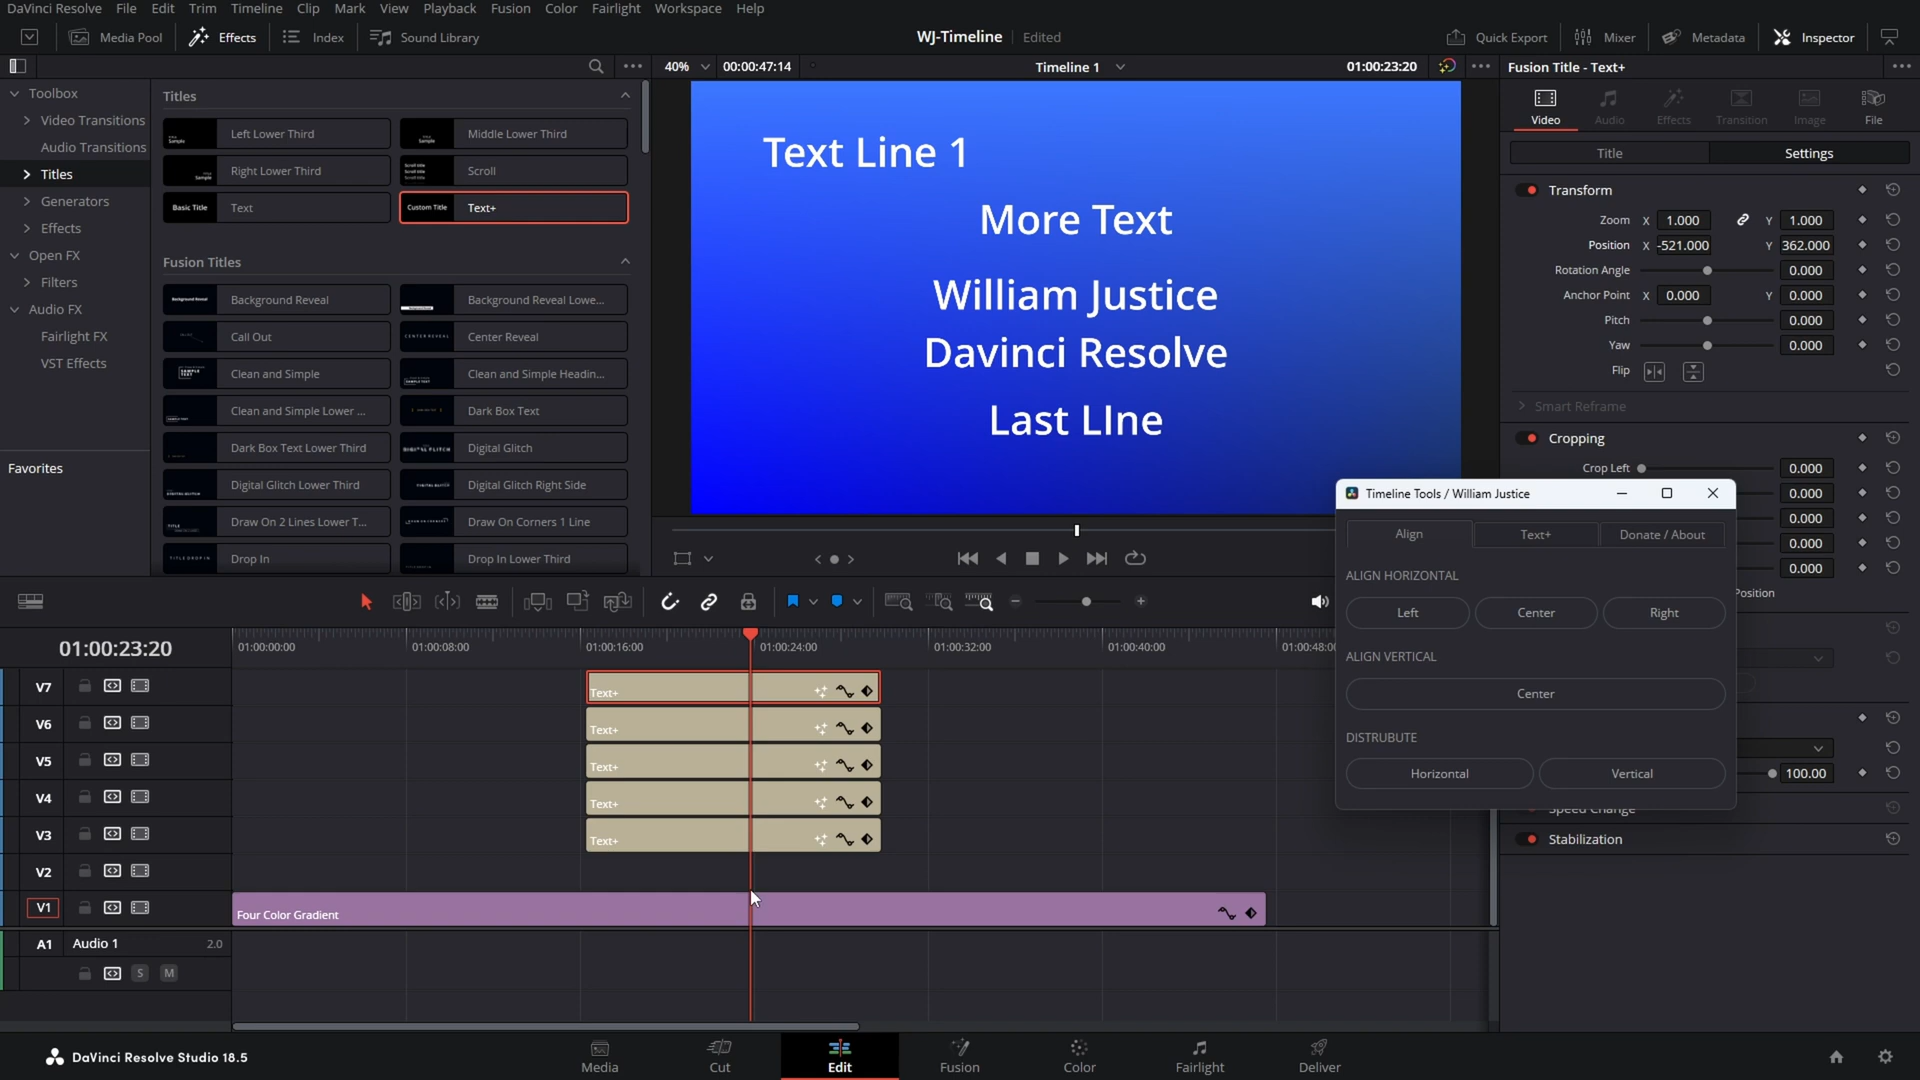 DaVinci Resolve File Edit Trim Timeline Clip Mark View Playback Fusion Color Fairlight Workspace Help
Media Pool Effects Index Sound Library WJ-Timeline Edited Quick Export Mixer Metadata Inspector
40% 00:00:47:14 Timeline 1 01:00:23:20 Fusion Title - Text+
Toolbox
Video Transitions
Audio Transitions
Titles
Generators
Effects
Open FX
Filters
Audio FX
Fairlight FX
VST Effects
Favorites
Titles
Left Lower Third Middle Lower Third
Right Lower Third Scroll
Basic Title Text Custom Title Text+
Fusion Titles
Background Reveal Background Reveal Lowe...
Call Out Center Reveal
Clean and Simple Clean and Simple Headin...
Clean and Simple Lower ... Dark Box Text
Dark Box Text Lower Third Digital Glitch
Digital Glitch Lower Third Digital Glitch Right Side
Draw On 2 Lines Lower T... Draw On Corners 1 Line
Drop In Drop In Lower Third
Text Line 1
More Text
William Justice
Davinci Resolve
Last LIne
Video Audio Effects Transition Image File
Title Settings
Transform
Zoom X 1.000 Y 1.000
Position X -521.000 Y 362.000
Rotation Angle 0.000
Anchor Point X 0.000 Y 0.000
Pitch 0.000
Yaw 0.000
Flip
Smart Reframe
Cropping
Crop Left 0.000
0.000
0.000
0.000
0.000
Position
100.00
Speed Change
Stabilization
Timeline Tools / William Justice
Align Text+ Donate / About
ALIGN HORIZONTAL
Left Center Right
ALIGN VERTICAL
Center
DISTRUBUTE
Horizontal Vertical
01:00:23:20 01:00:00:00 01:00:08:00 01:00:16:00 01:00:24:00 01:00:32:00 01:00:40:00 01:00:48:00
V7 Text+
V6 Text+
V5 Text+
V4 Text+
V3 Text+
V2
V1 Four Color Gradient
A1 Audio 1 2.0
S M
DaVinci Resolve Studio 18.5 Media Cut Edit Fusion Color Fairlight Deliver